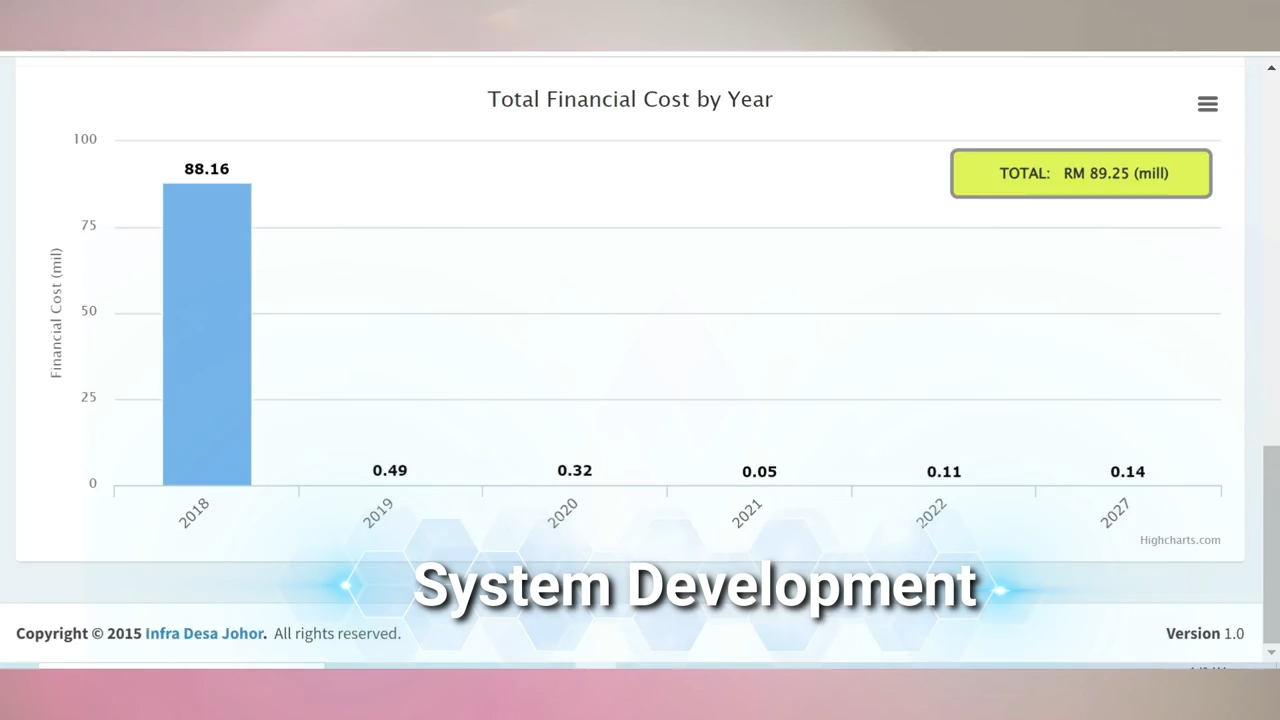 Total Financial Cost by Year
100
88.16
TOTAL: RM 89.25 (mill)
75
Financial Cost (mil)
50
25
0.49
0.32
0.05
0.11
0.14
0
2018
2019
2020
2021
2022
2027
Highcharts.com
System Development
Copyright © 2015 Infra Desa Johor. All rights reserved.
Version 1.0